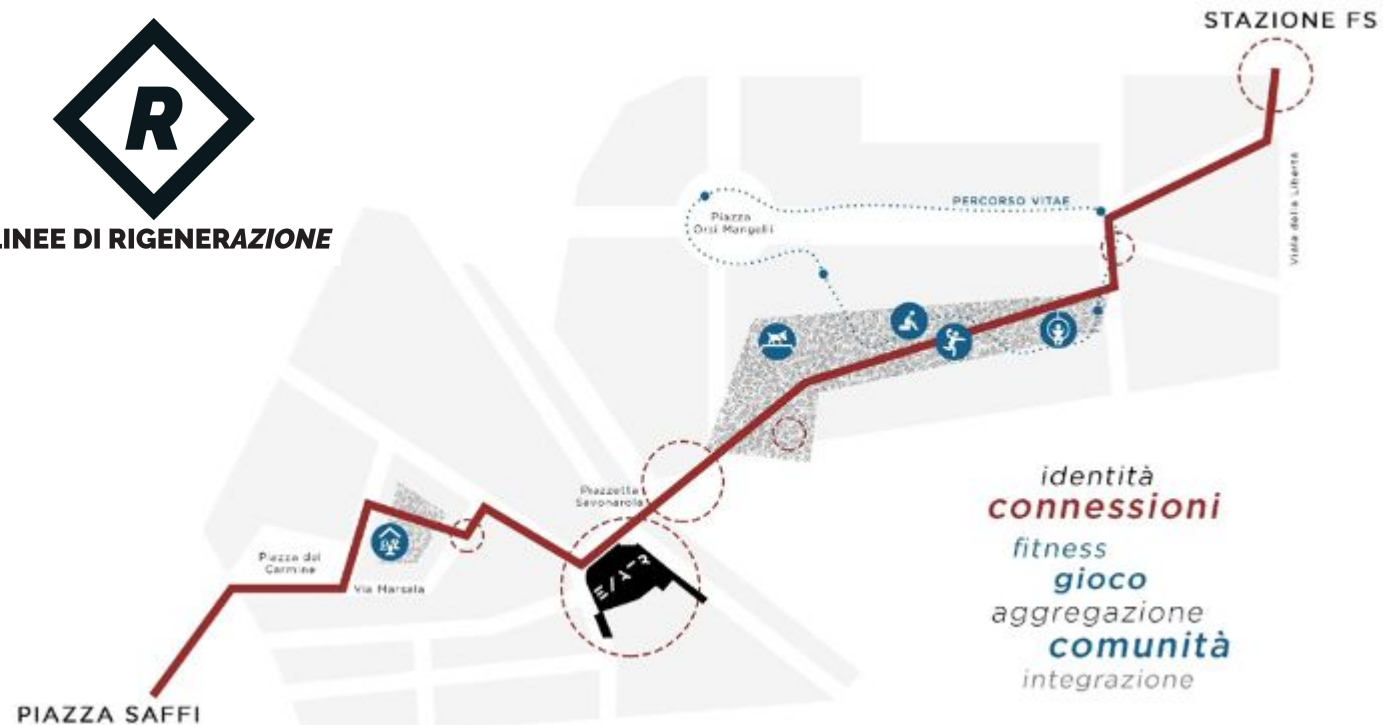 STAZIONE FS
R
LINEE DI RIGENERAZIONE
Viale della Libertà
PERCORSO VITAE
Piazza
Orsi Mangelli
Piazzetta
Savonarola
Piazza del
Carmine
Via Marsala
PIAZZA SAFFI
identità
connessioni
fitness
gioco
aggregazione
comunità
integrazione